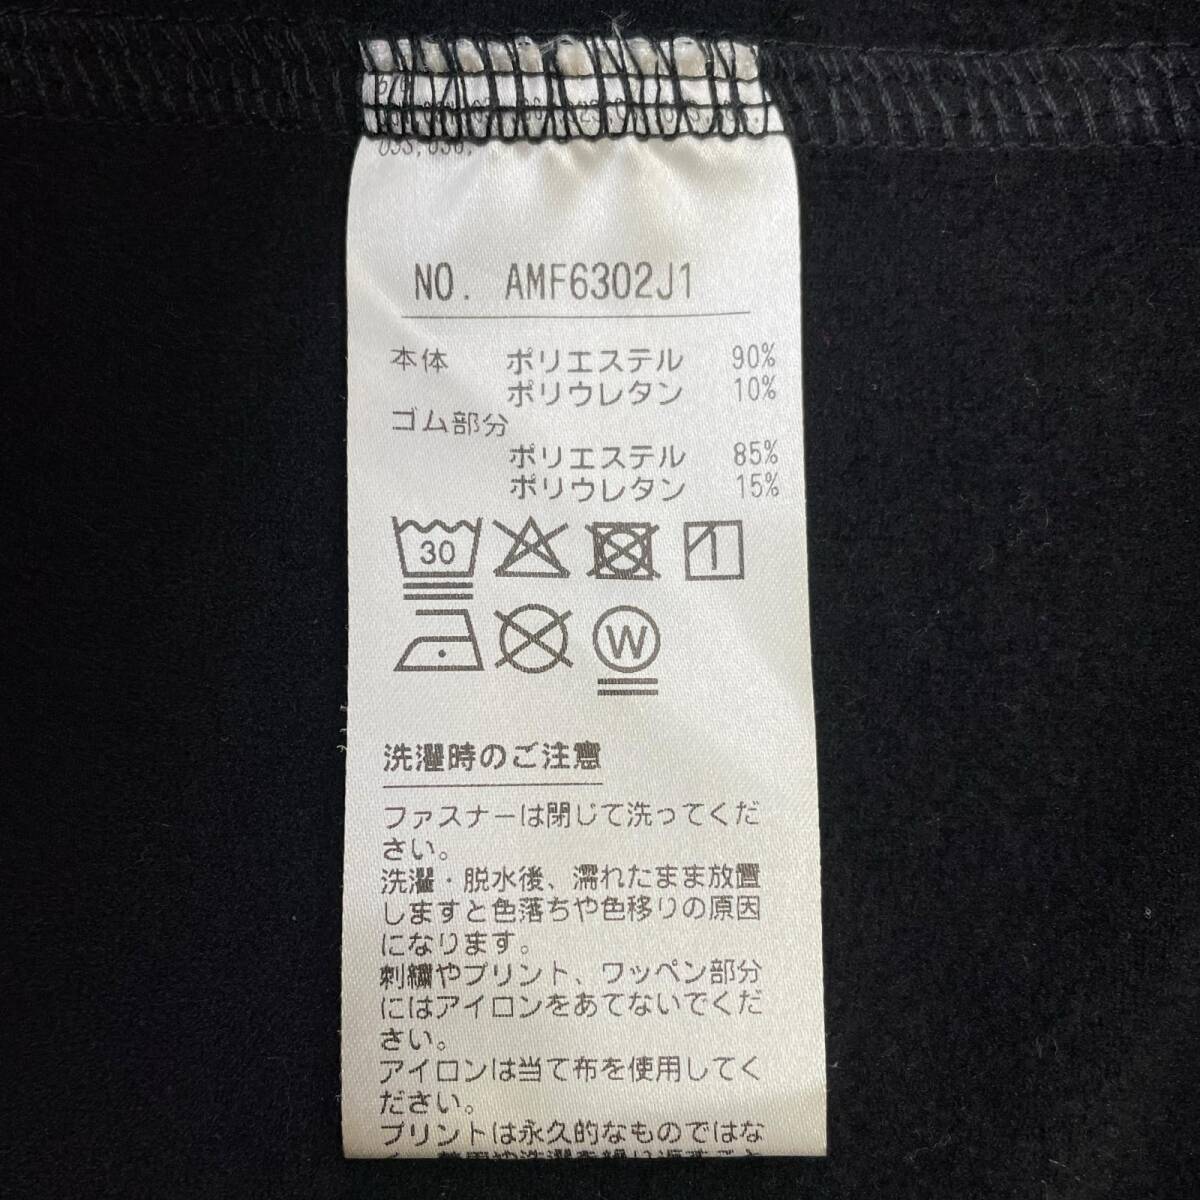 035,036,
NO. AMF6302J1
本体 ポリエステル 90%
ポリウレタン 10%
ゴム部分
ポリエステル 85%
ポリウレタン 15%
30
W
洗濯時のご注意
ファスナーは閉じて洗ってくだ
さい。
洗濯・脱水後、濡れたまま放置
しますと色落ちや色移りの原因
になります。
刺繍やプリント、ワッペン部分
にはアイロンをあてないでくだ
さい。
アイロンは当て布を使用してく
ださい。
プリントは永久的なものではな